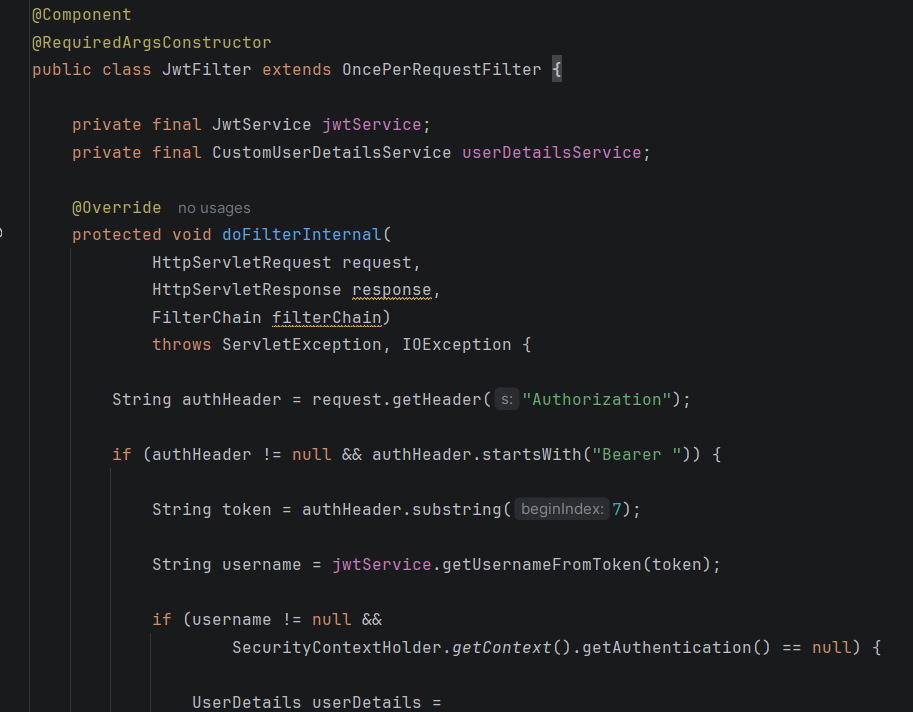 @Component
@RequiredArgsConstructor
public class JwtFilter extends OncePerRequestFilter {
private final JwtService jwtService;
private final CustomUserDetailsService userDetailsService;
@Override no usages
protected void doFilterInternal(
HttpServletRequest request,
HttpServletResponse response,
FilterChain filterChain)
throws ServletException, IOException {
String authHeader = request.getHeader( s: "Authorization");
if (authHeader != null && authHeader.startsWith("Bearer ")) {
String token = authHeader.substring( beginIndex: 7);
String username = jwtService.getUsernameFromToken(token);
if (username != null &&
SecurityContextHolder.getContext().getAuthentication() == null) {
UserDetails userDetails =